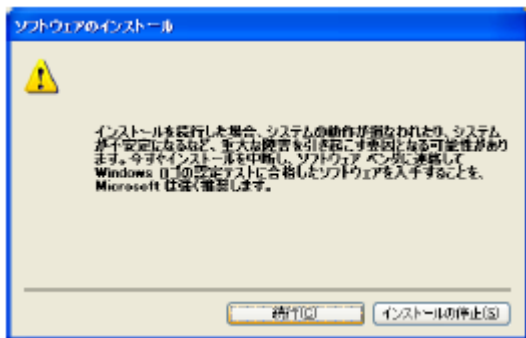 ソフトウェアのインストール
インストールを続行した場合、システムの動作が損なわれたり、システム
が不安定になるなど、重大な障害を引き起こす要因となる可能性があり
ます。今すぐインストールを中断し、ソフトウェア ベンダに連絡して
Windows ロゴの認定テストに合格したソフトウェアを入手することを、
Microsoft は強く推奨します。
続行(C)
インストールの停止(S)